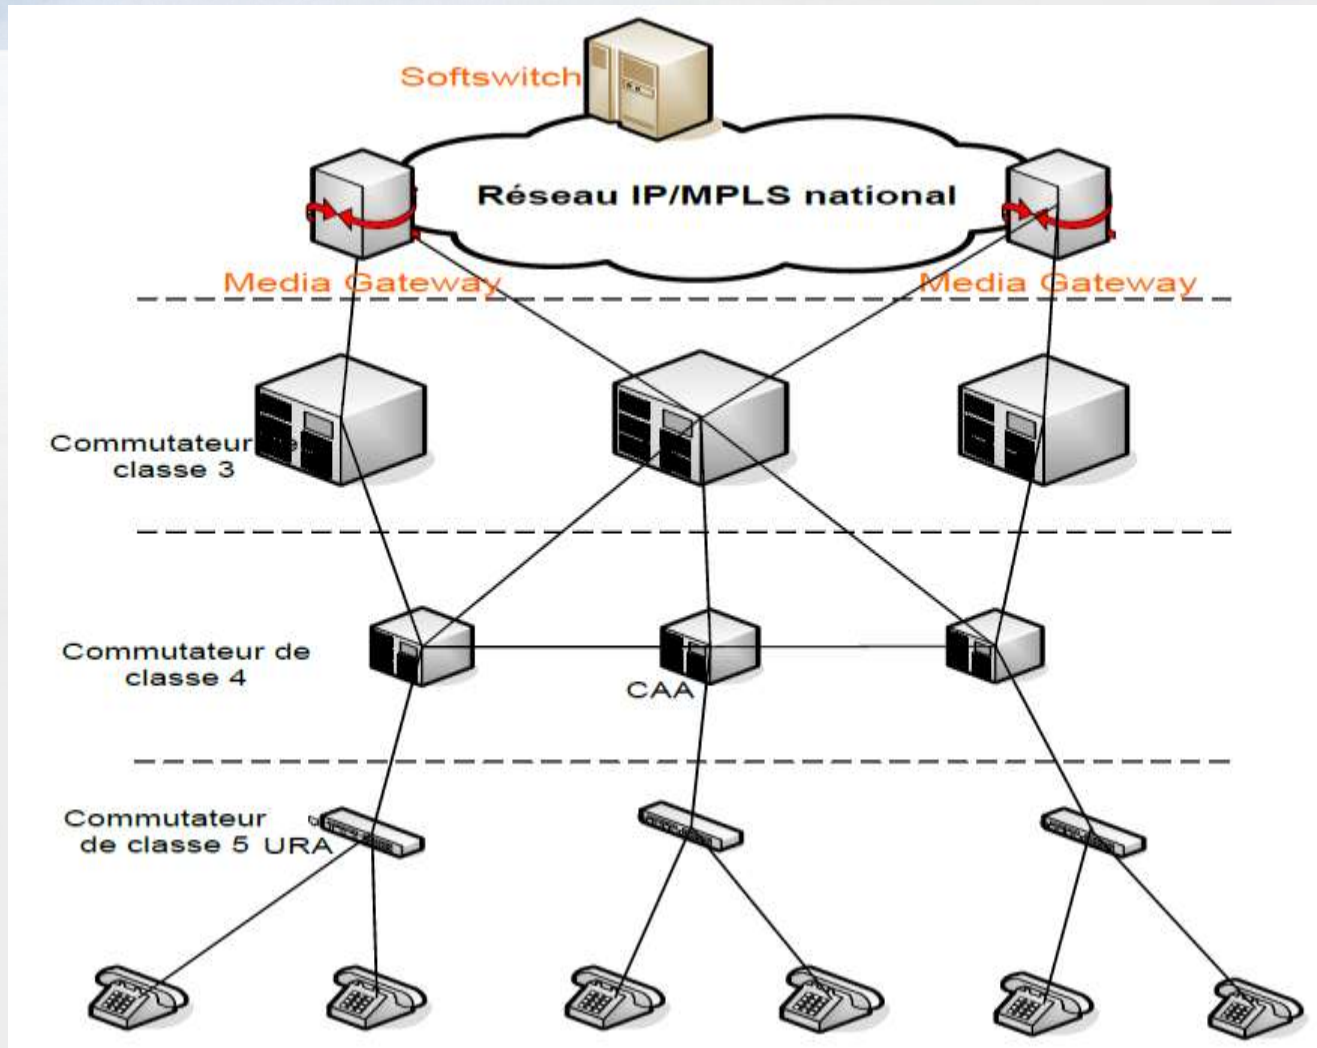 Softswitch
Réseau IP/MPLS national
Media Gateway
Media Gateway
Commutateur
classe 3
Commutateur de
classe 4
CAA
Commutateur
de classe 5 URA